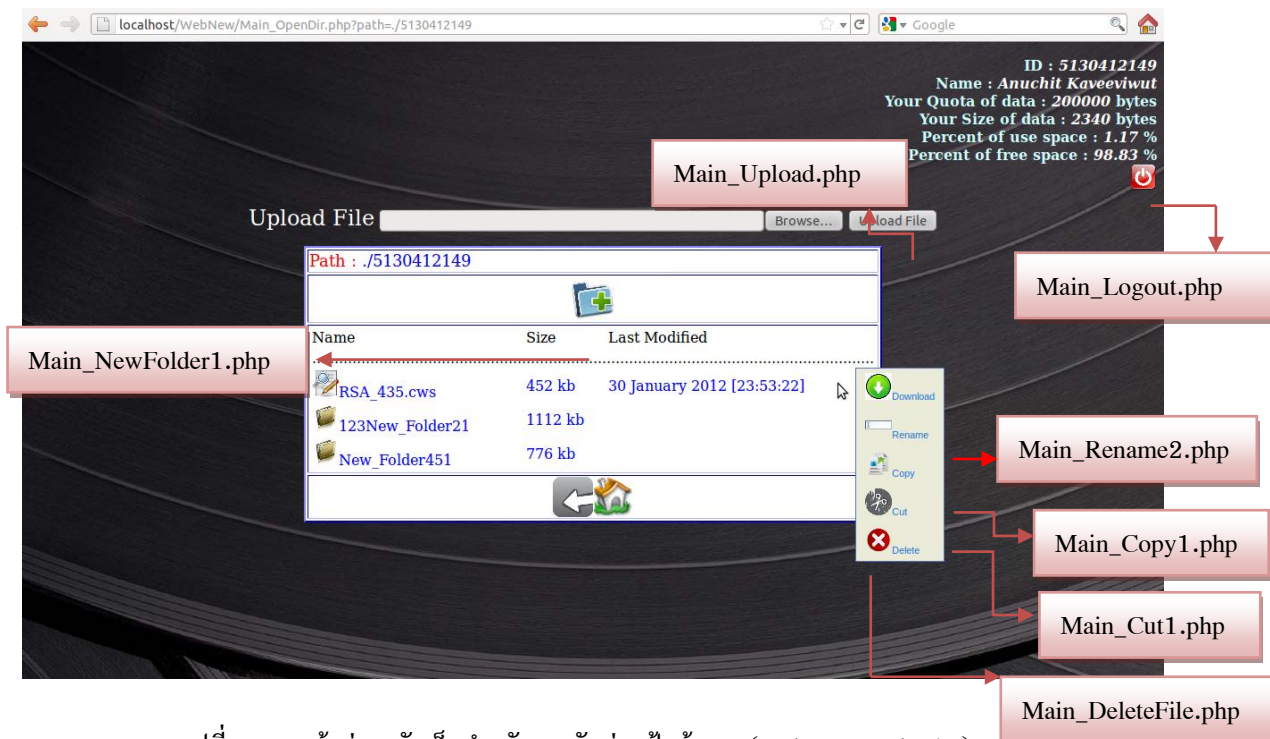 localhost/WebNew/Main_OpenDir.php?path=./5130412149
Google
ID : 5130412149
Name : Anuchit Kaveeviwut
Your Quota of data : 200000 bytes
Your Size of data : 2340 bytes
Percent of use space : 1.17 %
Percent of free space : 98.83 %
Main_Upload.php
Upload File
Browse...
Upload File
Path : ./5130412149
Main_Logout.php
Name Size Last Modified
Main_NewFolder1.php
RSA_435.cws 452 kb 30 January 2012 [23:53:22]
123New_Folder21 1112 kb
New_Folder451 776 kb
Download
Rename
Copy
Cut
Delete
Main_Rename2.php
Main_Copy1.php
Main_Cut1.php
Main_DeleteFile.php